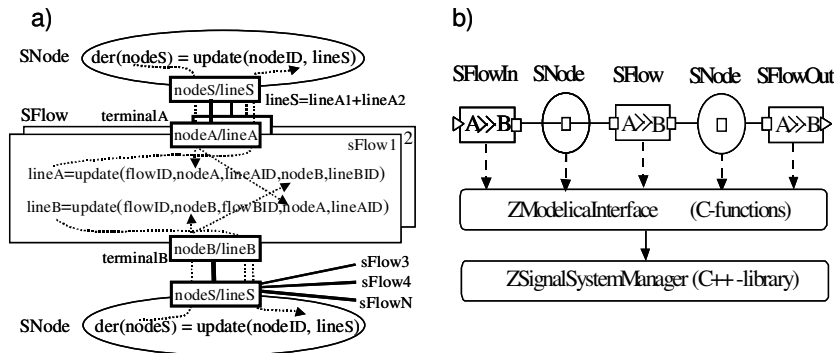 a)
SNode
der(nodeS) = update(nodeID, lineS)
nodeS/lineS
lineS=lineA1+lineA2
terminalA
SFlow
nodeA/lineA
sFlow1
2
lineA=update(flowID,nodeA,lineAID,nodeB,lineBID)
lineB=update(flowID,nodeB,flowBID,nodeA,lineAID)
terminalB
nodeB/lineB
nodeS/lineS
sFlow3
sFlow4
sFlowN
SNode
der(nodeS) = update(nodeID, lineS)
b)
SFlowIn SNode SFlow SNode SFlowOut
A>>B A>>B A>>B
ZModelicaInterface (C-functions)
ZSignalSystemManager (C++ -library)